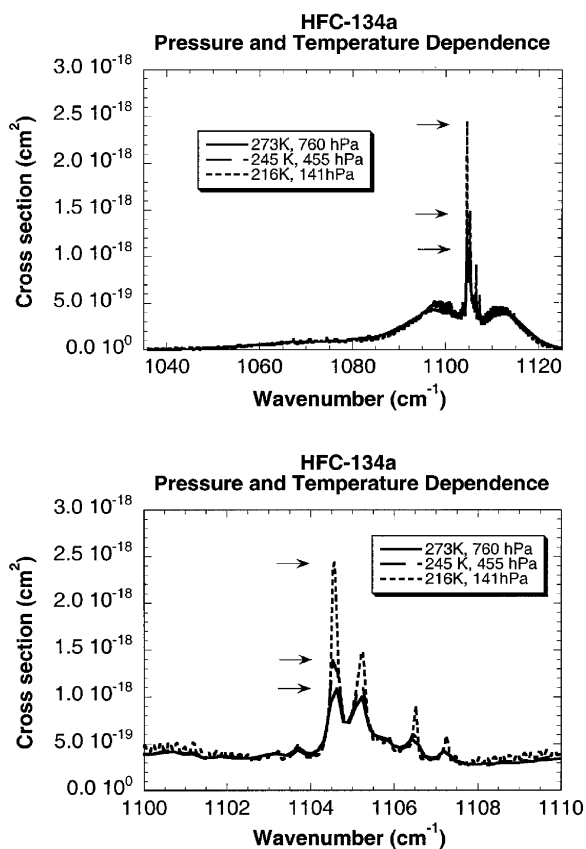 HFC-134a
Pressure and Temperature Dependence
3.0 10-18
2.5 10-18
2.0 10-18
1.5 10-18
1.0 10-18
5.0 10-19
0.0 10⁰
Cross section (cm²)
273K, 760 hPa
245 K, 455 hPa
216K, 141hPa
1040 1060 1080 1100 1120
Wavenumber (cm-1)
HFC-134a
Pressure and Temperature Dependence
3.0 10-18
2.5 10-18
2.0 10-18
1.5 10-18
1.0 10-18
5.0 10-19
0.0 10⁰
Cross section (cm²)
273K, 760 hPa
245 K, 455 hPa
216K, 141hPa
1100 1102 1104 1106 1108 1110
Wavenumber (cm-1)